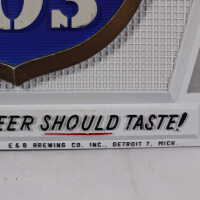 EER SHOULD TASTE!
E & B BREWING CO. INC., DETROIT 7, MICH.